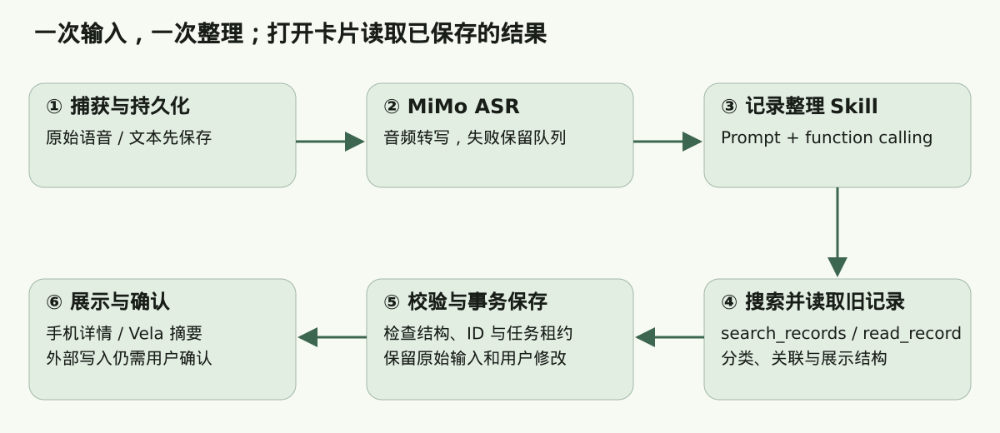 一次输入，一次整理；打开卡片读取已保存的结果
① 捕获与持久化
原始语音 / 文本先保存
② MiMo ASR
音频转写，失败保留队列
③ 记录整理 Skill
Prompt + function calling
④ 搜索并读取旧记录
search_records / read_record
分类、关联与展示结构
⑤ 校验与事务保存
检查结构、ID 与任务租约
保留原始输入和用户修改
⑥ 展示与确认
手机详情 / Vela 摘要
外部写入仍需用户确认